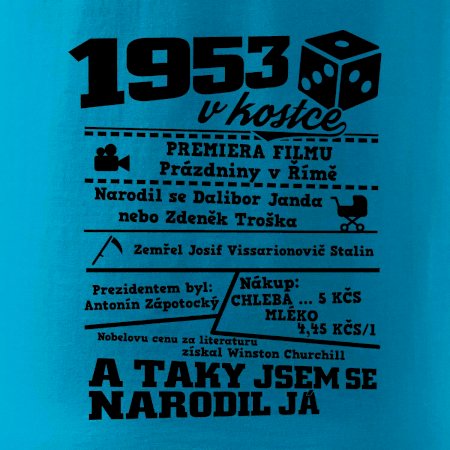 1953
v kostce
PREMIERA FILMU
Prázdniny v Římě
Narodil se Dalibor Janda
nebo Zdeněk Troška
Zemřel Josif Vissarionovič Stalin
Prezidentem byl:
Antonín Zápotocký
Nákup:
CHLEBA ... 5 KČS
MLÉKO
4,45 KČS/l
Nobelovu cenu za literaturu
získal Winston Churchill
A TAKY JSEM SE
NARODIL JÁ